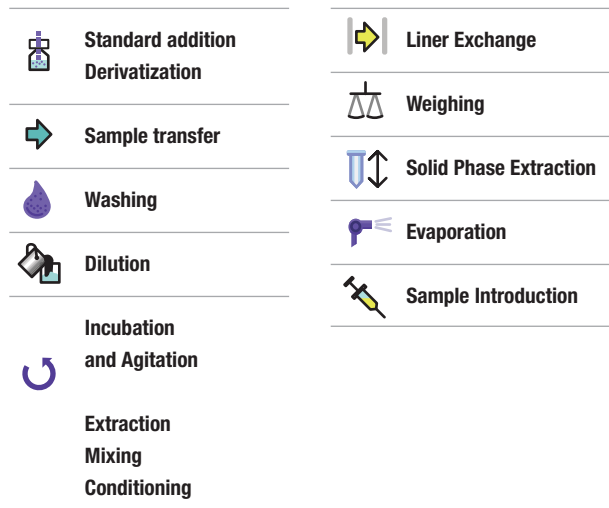 Standard addition
Derivatization
Sample transfer
Washing
Dilution
Incubation
and Agitation
Extraction
Mixing
Conditioning
Liner Exchange
Weighing
Solid Phase Extraction
Evaporation
Sample Introduction